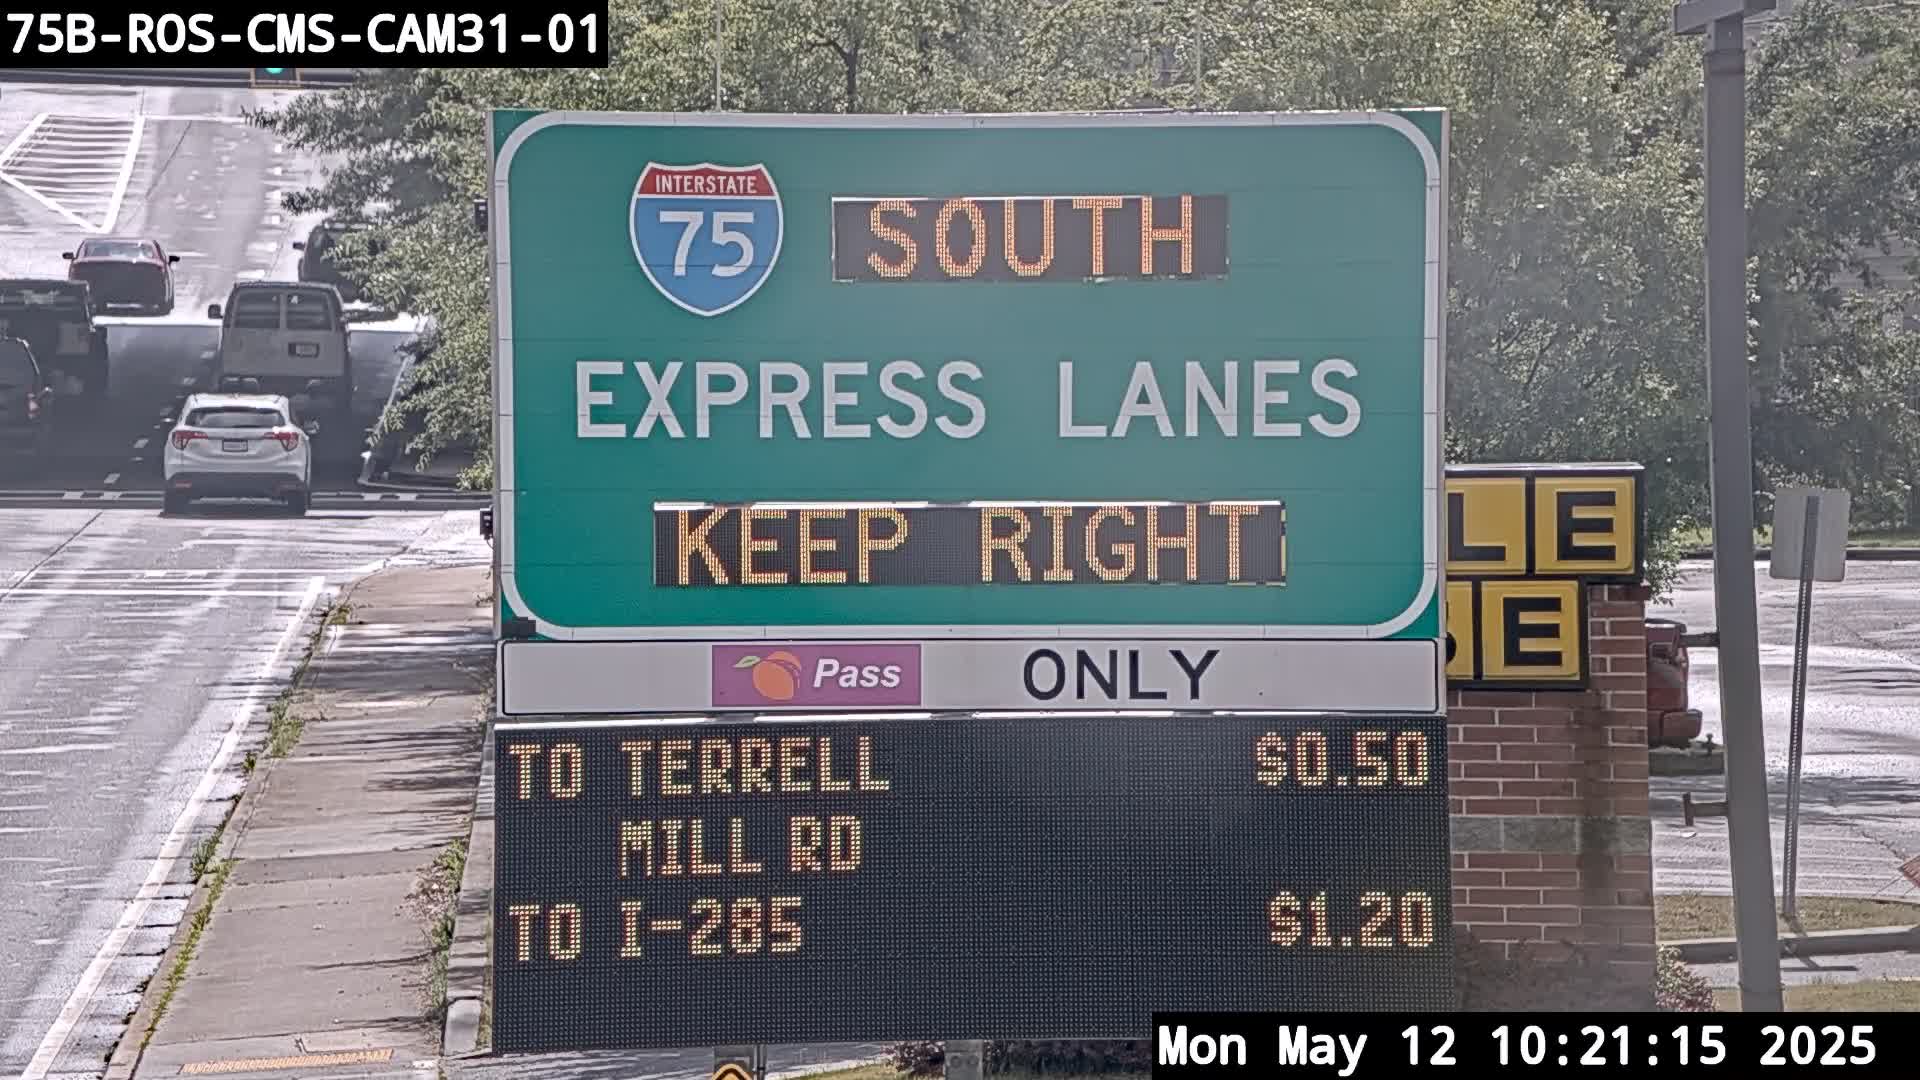 75B-ROS-CMS-CAM31-01
INTERSTATE
75
SOUTH
EXPRESS LANES
KEEP RIGHT
LE
E
Pass
ONLY
TO TERRELL $0.50
MILL RD
TO I-285 $1.20
Mon May 12 10:21:15 2025